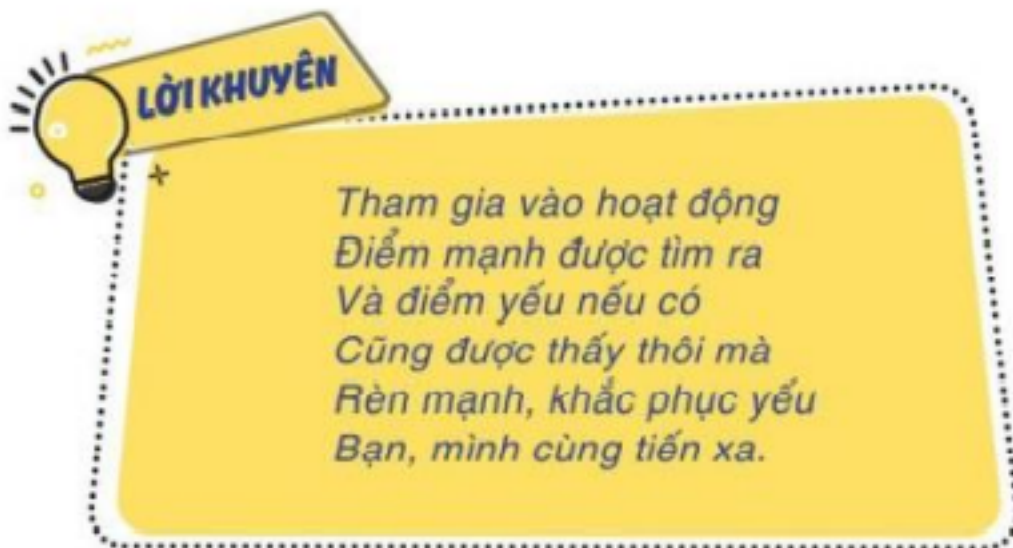 LỜI KHUYÊN
Tham gia vào hoạt động
Điểm mạnh được tìm ra
Và điểm yếu nếu có
Cũng được thấy thôi mà
Rèn mạnh, khắc phục yếu
Bạn, mình cùng tiến xa.